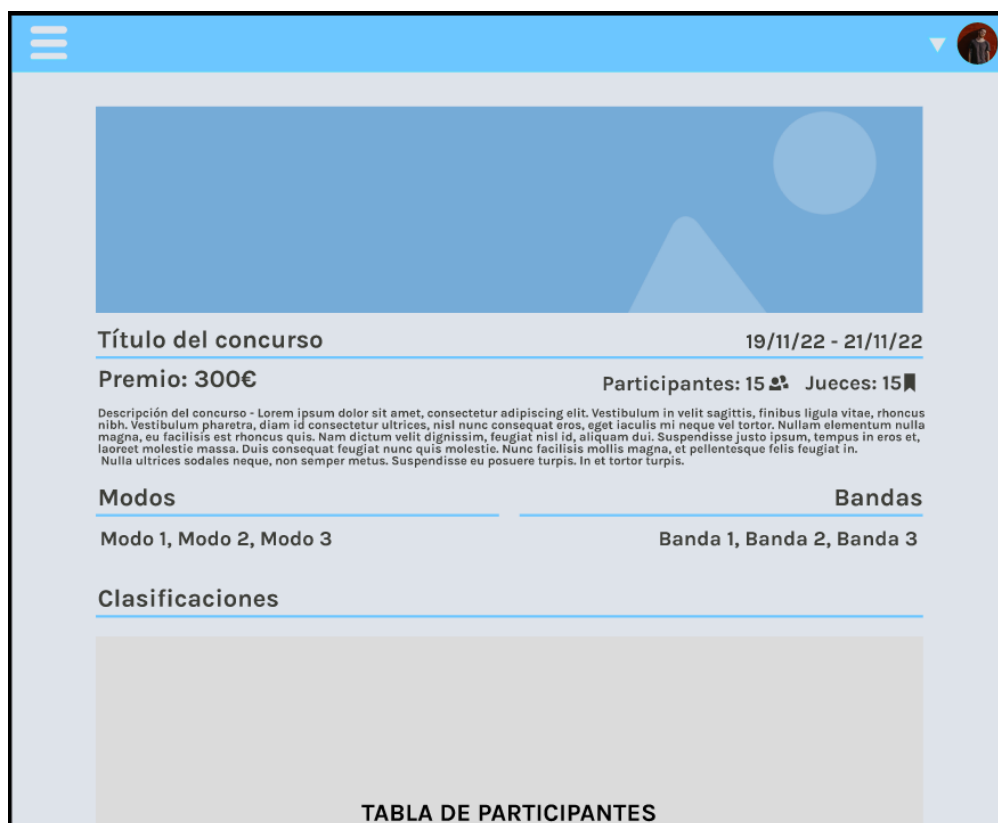 Título del concurso
19/11/22 - 21/11/22
Premio: 300€
Participantes: 15 Jueces: 15
Descripción del concurso - Lorem ipsum dolor sit amet, consectetur adipiscing elit. Vestibulum in velit sagittis, finibus ligula vitae, rhoncus
nibh. Vestibulum pharetra, diam id consectetur ultrices, nisl nunc consequat eros, eget iaculis mi neque vel tortor. Nullam elementum nulla
magna, eu facilisis est rhoncus quis. Nam dictum velit dignissim, feugiat nisl id, aliquam dui. Suspendisse justo ipsum, tempus in eros et,
laoreet molestie massa. Duis consequat feugiat nunc quis molestie. Nunc facilisis mollis magna, et pellentesque felis feugiat in.
Nulla ultrices sodales neque, non semper metus. Suspendisse eu posuere turpis. In et tortor turpis.
Modos
Bandas
Modo 1, Modo 2, Modo 3
Banda 1, Banda 2, Banda 3
Clasificaciones
TABLA DE PARTICIPANTES